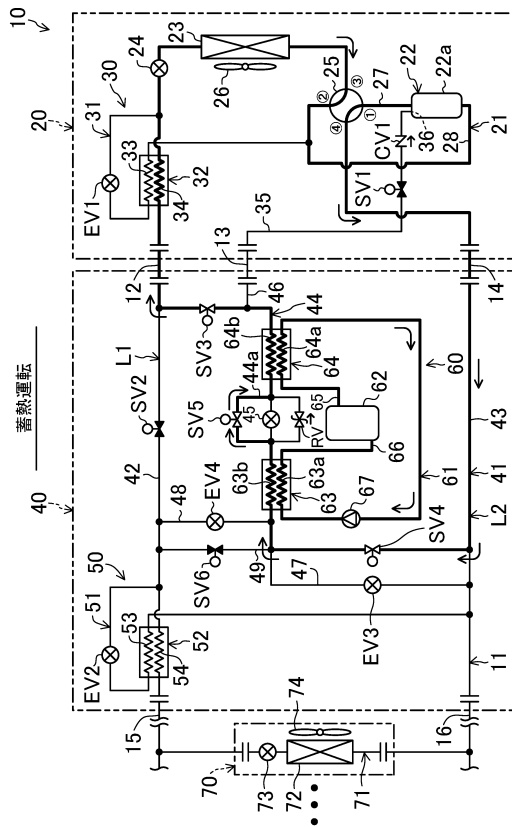 蓄熱運転
10
20
30
31
EV1
33
34
32
24
23
26
25
①
②
③
④
27
22
22a
36
28
21
CV1
SV1
35
13
12
14
40
L1
SV2
42
SV3
46
44
64b
64a
64
44a
SV5
45
RV
65
62
66
60
61
63b
63a
63
67
48
EV4
SV6
49
47
EV3
SV4
43
41
L2
50
51
EV2
53
54
52
11
15
16
70
73
72
74
71